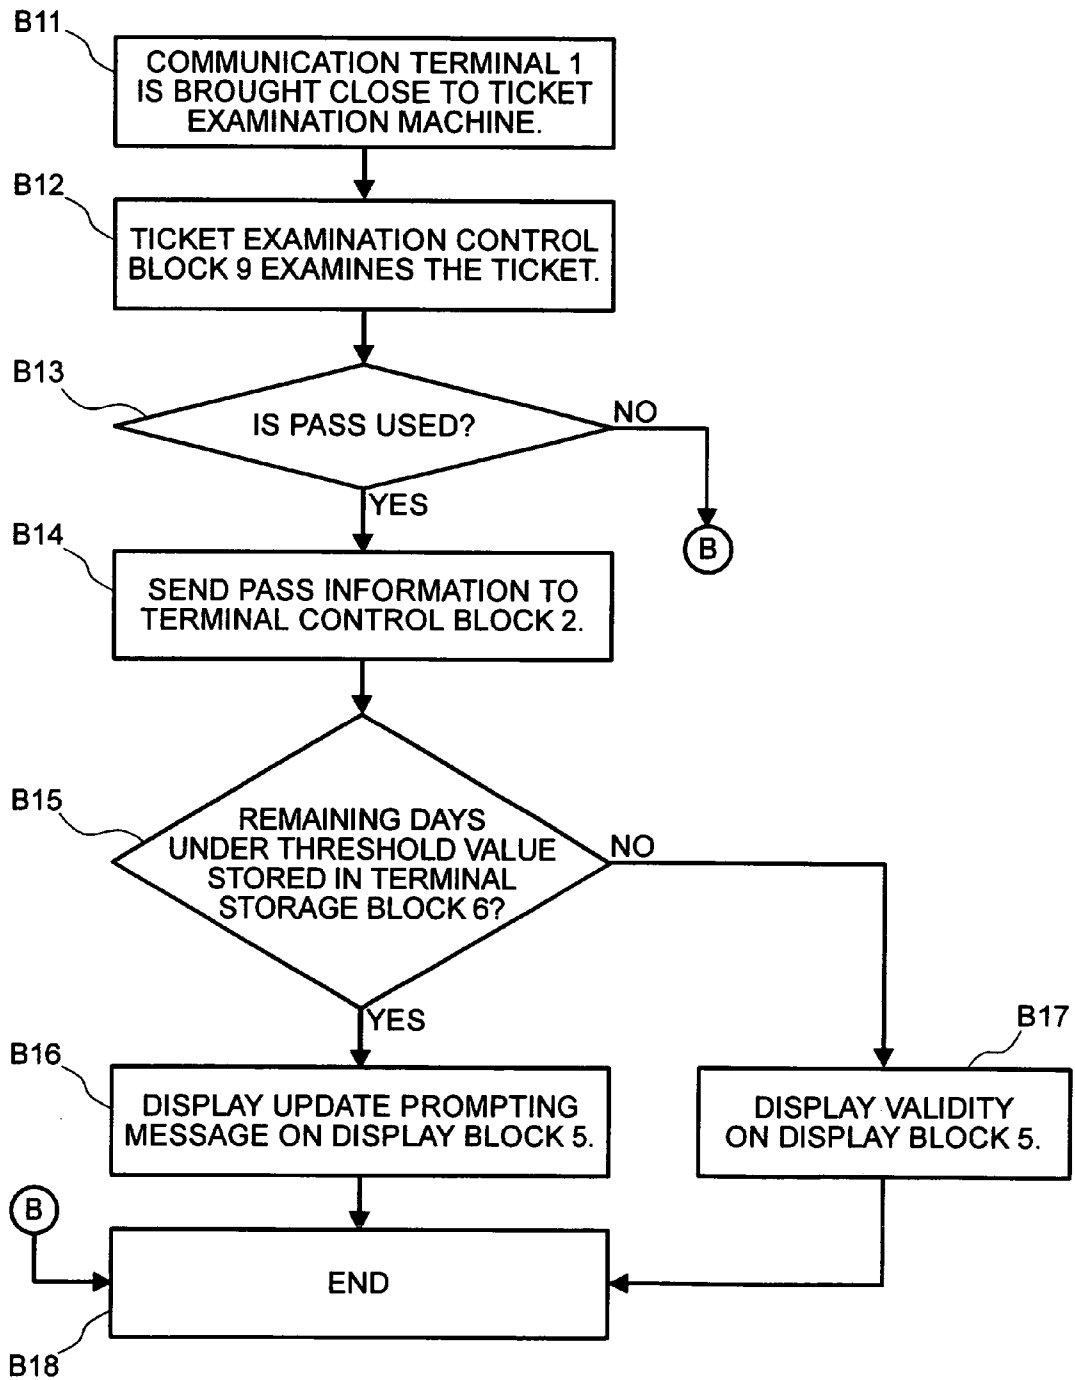 B11
COMMUNICATION TERMINAL 1
IS BROUGHT CLOSE TO TICKET
EXAMINATION MACHINE.
B12
TICKET EXAMINATION CONTROL
BLOCK 9 EXAMINES THE TICKET.
B13
IS PASS USED?
NO
YES
B
B14
SEND PASS INFORMATION TO
TERMINAL CONTROL BLOCK 2.
B15
REMAINING DAYS
UNDER THRESHOLD VALUE
STORED IN TERMINAL
STORAGE BLOCK 6?
NO
YES
B16
DISPLAY UPDATE PROMPTING
MESSAGE ON DISPLAY BLOCK 5.
B17
DISPLAY VALIDITY
ON DISPLAY BLOCK 5.
B
END
B18